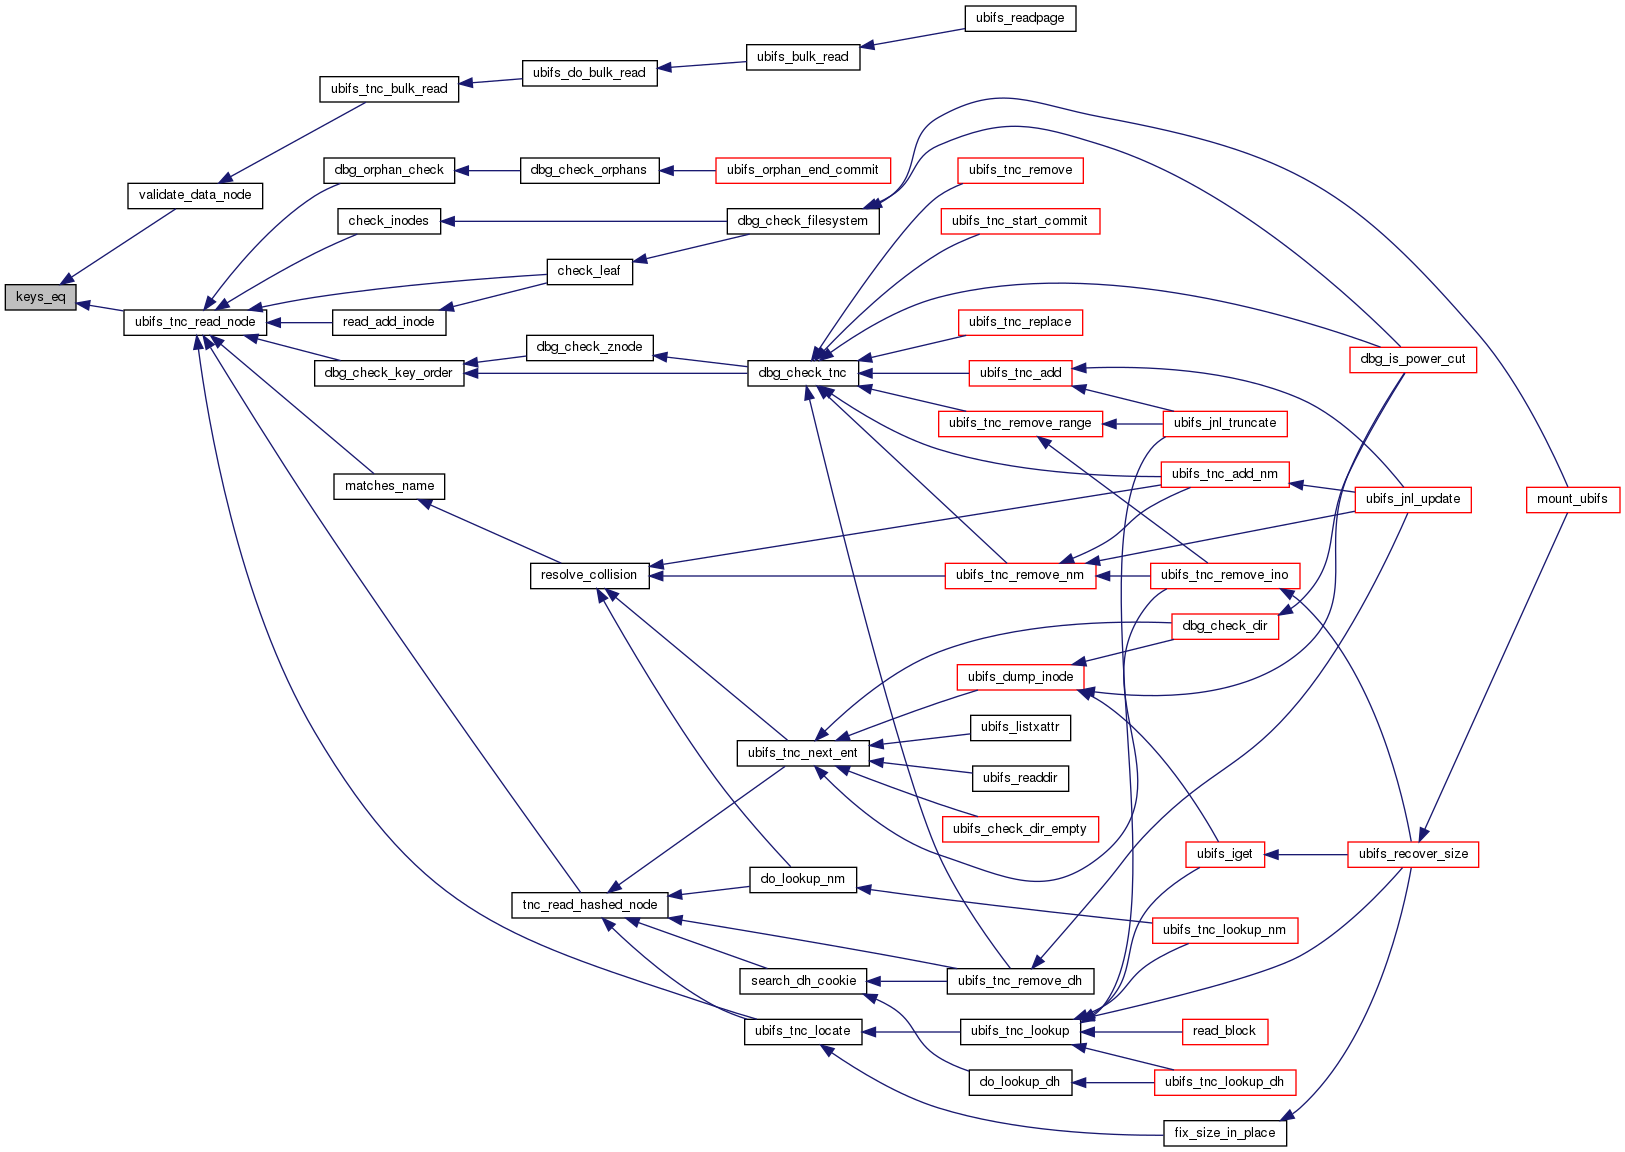 ubifs_readpage
ubifs_bulk_read
ubifs_do_bulk_read
ubifs_tnc_bulk_read
dbg_orphan_check
dbg_check_orphans
ubifs_orphan_end_commit
ubifs_tnc_remove
validate_data_node
check_inodes
dbg_check_filesystem
ubifs_tnc_start_commit
check_leaf
keys_eq
ubifs_tnc_read_node
read_add_inode
ubifs_tnc_replace
dbg_check_znode
dbg_is_power_cut
dbg_check_key_order
dbg_check_tnc
ubifs_tnc_add
ubifs_tnc_remove_range
ubifs_jnl_truncate
ubifs_tnc_add_nm
matches_name
ubifs_jnl_update
mount_ubifs
resolve_collision
ubifs_tnc_remove_nm
ubifs_tnc_remove_ino
dbg_check_dir
ubifs_dump_inode
ubifs_listxattr
ubifs_tnc_next_ent
ubifs_readdir
ubifs_check_dir_empty
ubifs_iget
ubifs_recover_size
do_lookup_nm
tnc_read_hashed_node
ubifs_tnc_lookup_nm
search_dh_cookie
ubifs_tnc_remove_dh
ubifs_tnc_locate
ubifs_tnc_lookup
read_block
do_lookup_dh
ubifs_tnc_lookup_dh
fix_size_in_place